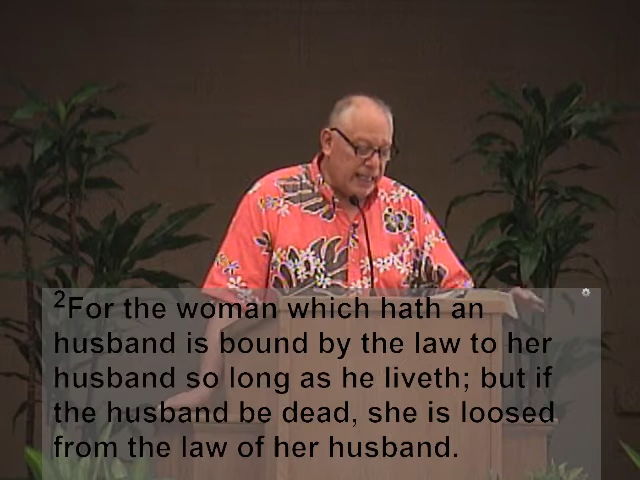 2For the woman which hath an
husband is bound by the law to her
husband so long as he liveth; but if
the husband be dead, she is loosed
from the law of her husband.